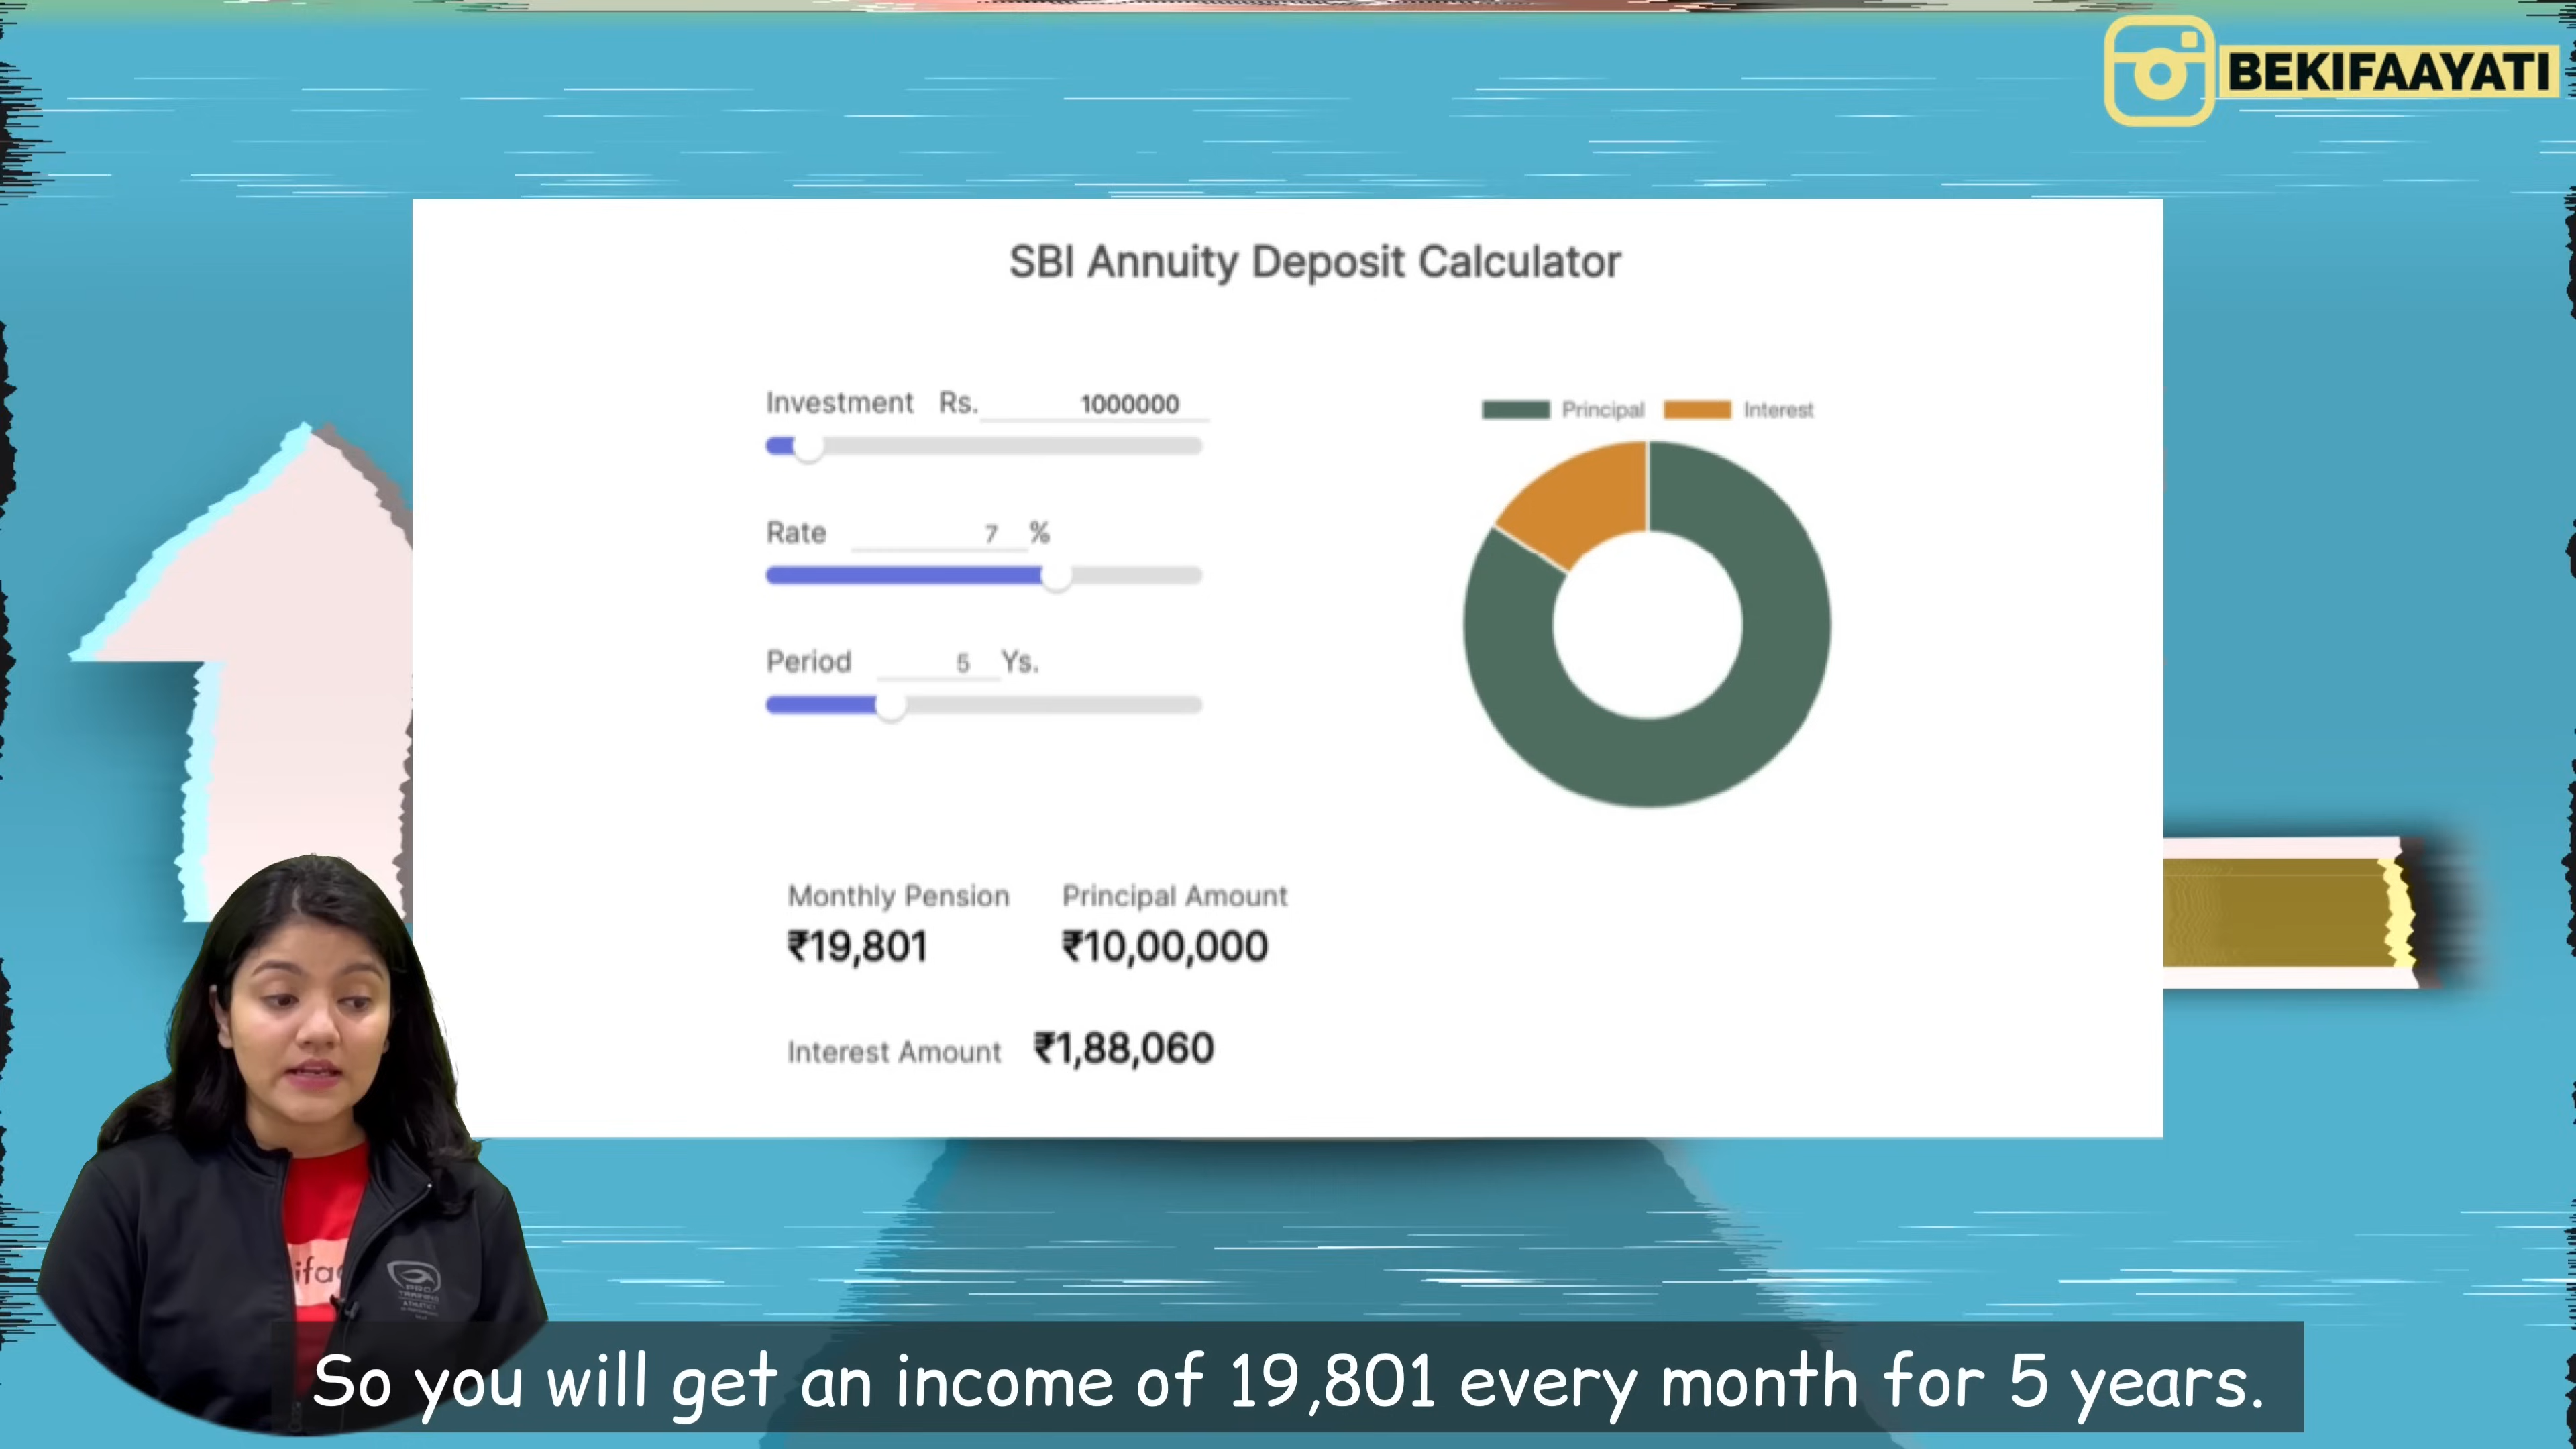 BEKIFAAYATI
SBI Annuity Deposit Calculator
Investment Rs. 1000000
Rate 7 %
Period 5 Ys.
Principal Interest
Monthly Pension Principal Amount
₹19,801 ₹10,00,000
Interest Amount ₹1,88,060
ifaa
So you will get an income of 19,801 every month for 5 years.